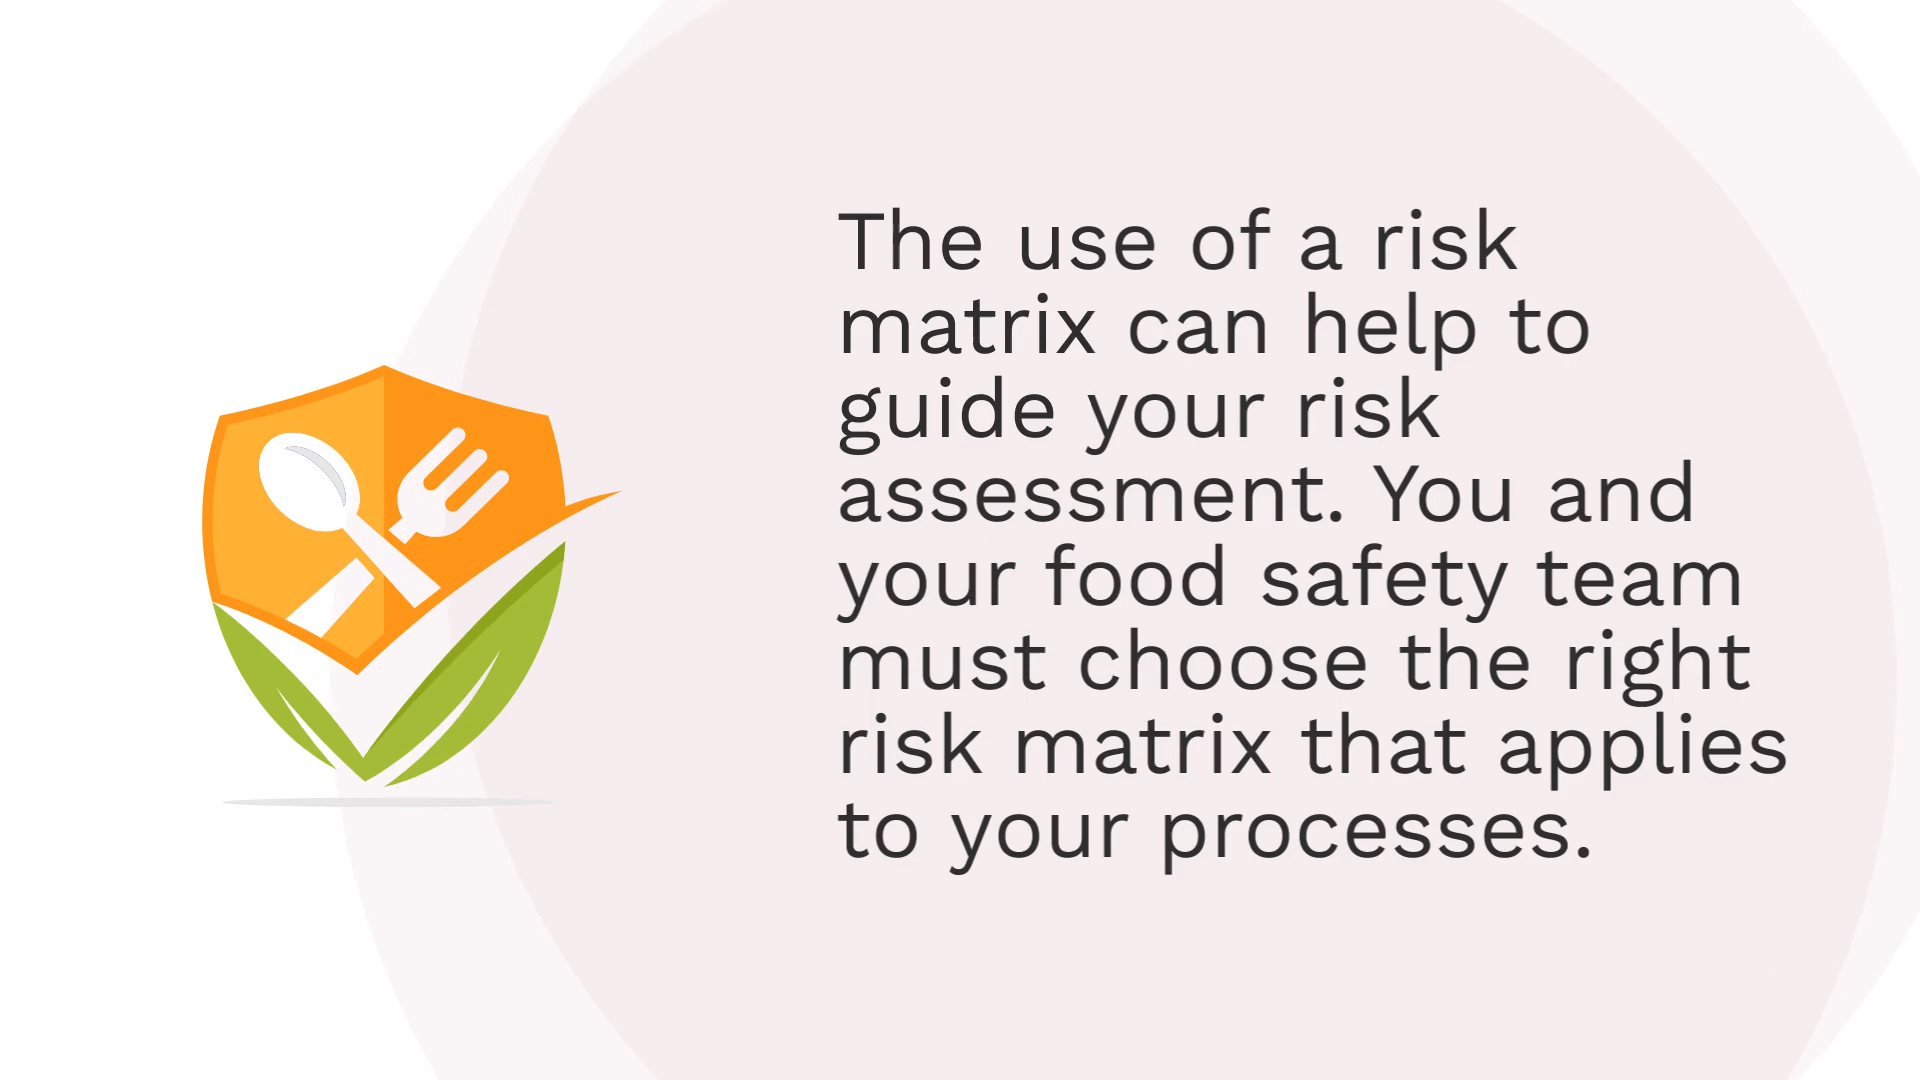 The use of a risk
matrix can help to
guide your risk
assessment. You and
your food safety team
must choose the right
risk matrix that applies
to your processes.